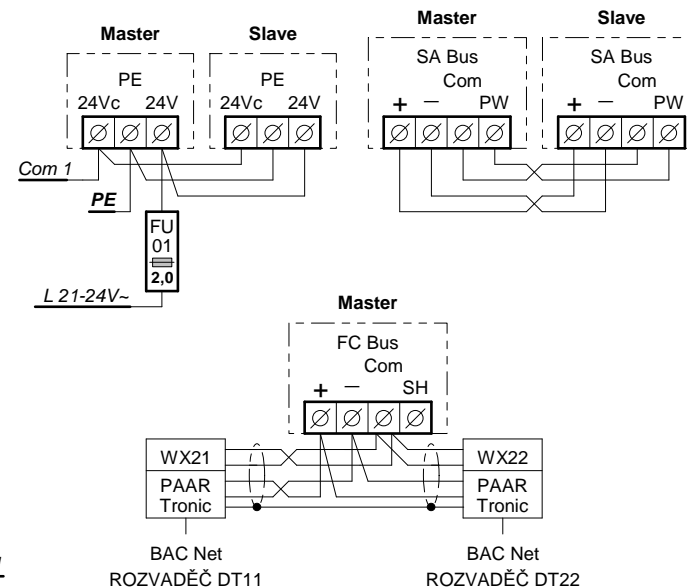 Master
Slave
PE
PE
24Vc 24V
24Vc 24V
Com 1
PE
FU
01
2,0
L 21-24V~
Master
Slave
SA Bus
SA Bus
Com
Com
+ − PW
+ − PW
Master
FC Bus
Com
+ − SH
WX21
WX22
PAAR
Tronic
PAAR
Tronic
BAC Net
ROZVADĚČ DT11
BAC Net
ROZVADĚČ DT22